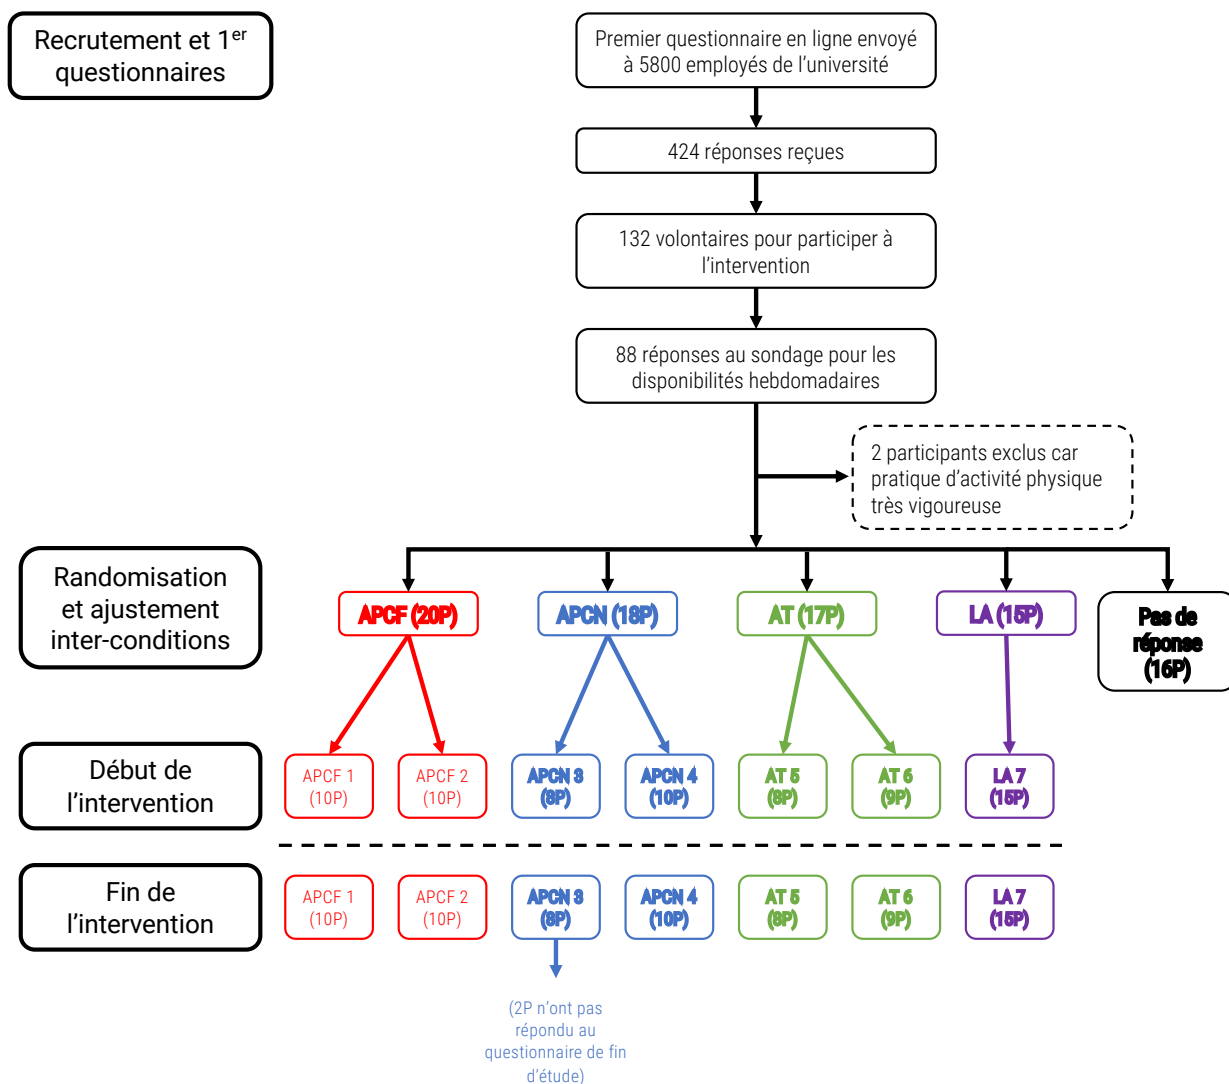 Recrutement et 1er
questionnaires
Premier questionnaire en ligne envoyé
à 5800 employés de l'université
424 réponses reçues
132 volontaires pour participer à
l'intervention
88 réponses au sondage pour les
disponibilités hebdomadaires
2 participants exclus car
pratique d'activité physique
très vigoureuse
Randomisation
et ajustement
inter-conditions
APCF (20P)
APCN (18P)
AT (17P)
LA (15P)
Pas de
réponse
(16P)
Début de
l'intervention
APCF 1
(10P)
APCF 2
(10P)
APCN 3
(8P)
APCN 4
(10P)
AT 5
(8P)
AT 6
(9P)
LA 7
(15P)
Fin de
l'intervention
APCF 1
(10P)
APCF 2
(10P)
APCN 3
(8P)
APCN 4
(10P)
AT 5
(8P)
AT 6
(9P)
LA 7
(15P)
(2P n'ont pas
répondu au
questionnaire de fin
d'étude)